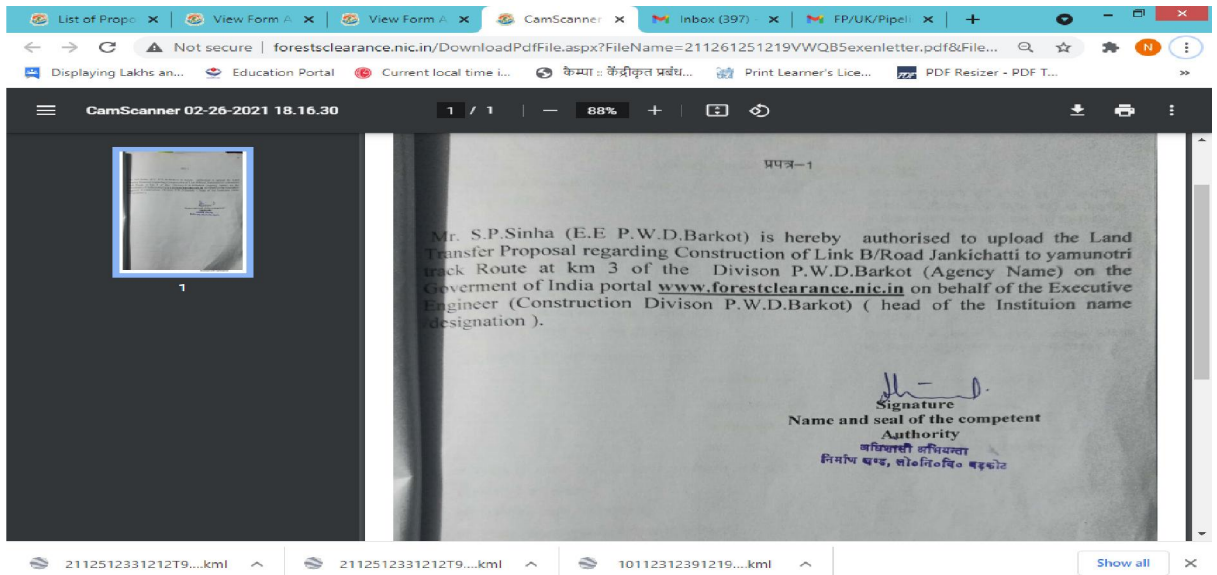 List of Propo
View Form A
View Form A
CamScanner
Inbox (397) -
FP/UK/Pipeli
Not secure | forestsclearance.nic.in/DownloadPdfFile.aspx?FileName=211261251219VWQB5exenletter.pdf&File...
N
Displaying Lakhs an...
Education Portal
Current local time i...
कैम्पा :: केंद्रीकृत प्रबंध...
Print Learner's Lice...
PDF Resizer - PDF T...
CamScanner 02-26-2021 18.16.30
1 / 1
88%
1
प्रपत्र–1
Mr. S.P.Sinha (E.E P.W.D.Barkot) is hereby authorised to upload the Land
Transfer Proposal regarding Construction of Link B/Road Jankichatti to yamunotri
track Route at km 3 of the Divison P.W.D.Barkot (Agency Name) on the
Goverment of India portal www.forestclearance.nic.in on behalf of the Executive
Engineer (Construction Divison P.W.D.Barkot) ( head of the Instituion name
designation ).
Signature
Name and seal of the competent
Authority
अधिशासी अभियन्ता
निर्माण खण्ड, लो०नि०वि० बड़कोट
2112512331212T9....kml
2112512331212T9....kml
10112312391219....kml
Show all